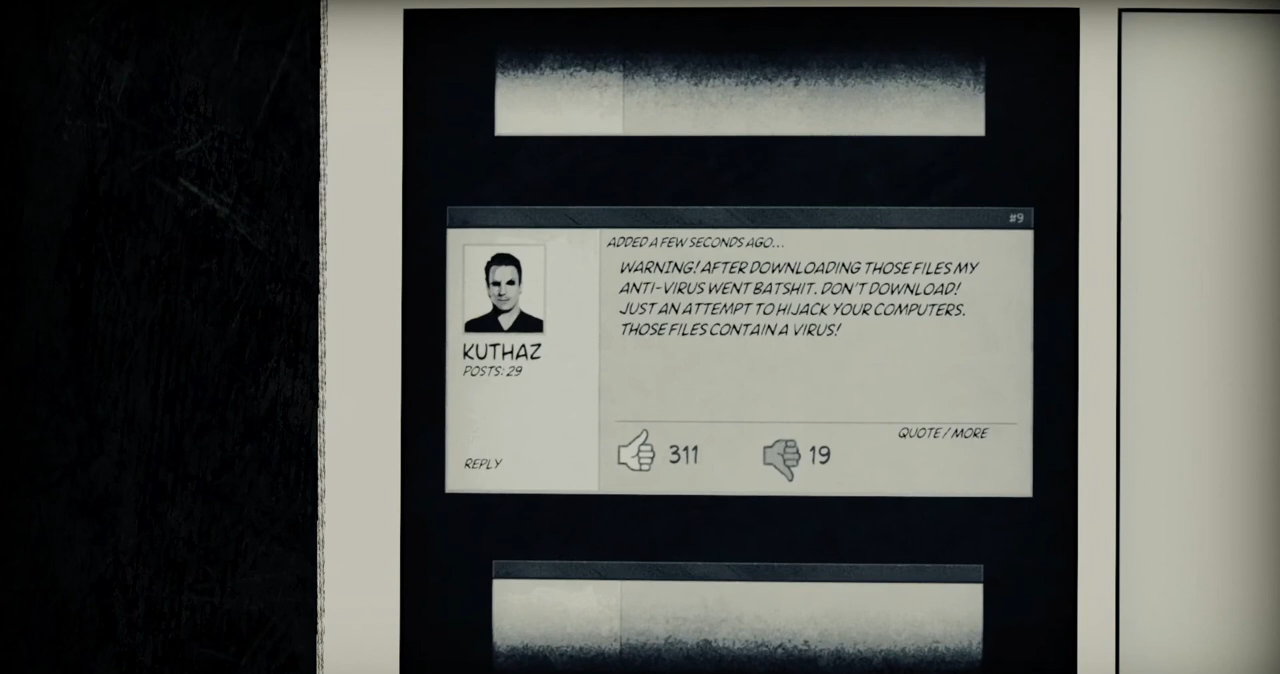 #9
ADDED A FEW SECONDS AGO...
WARNING! AFTER DOWNLOADING THOSE FILES MY
ANTI-VIRUS WENT BATSHIT. DON'T DOWNLOAD!
JUST AN ATTEMPT TO HIJACK YOUR COMPUTERS.
THOSE FILES CONTAIN A VIRUS!
KUTHAZ
POSTS: 29
QUOTE / MORE
REPLY
311
19